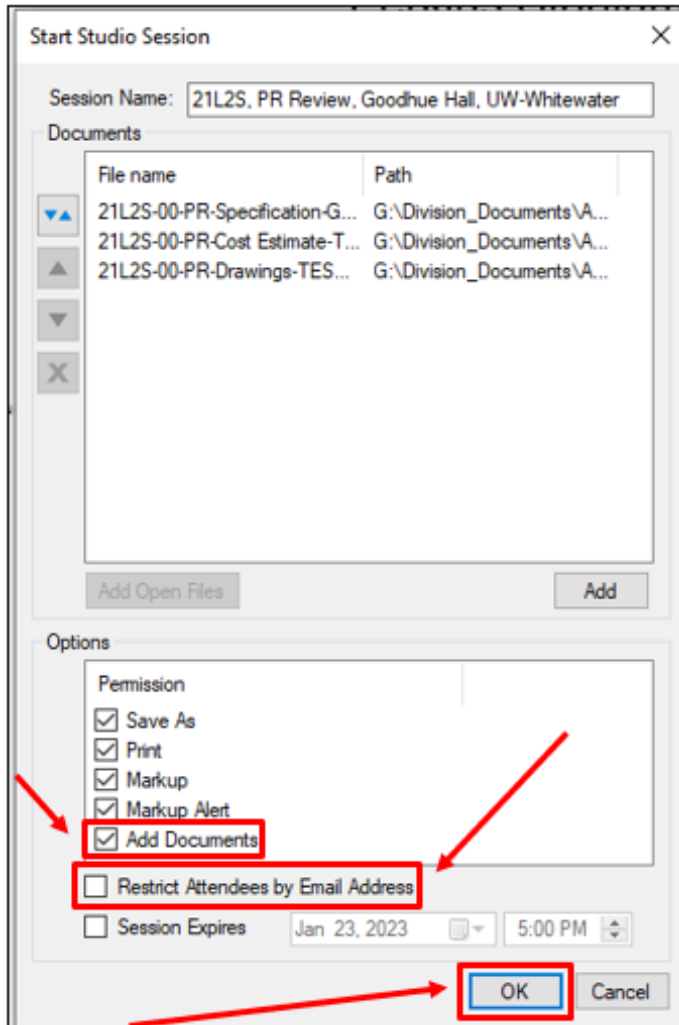 Start Studio Session
Session Name: 21L2S, PR Review, Goodhue Hall, UW-Whitewater
Documents
File name Path
21L2S-00-PR-Specification-G... G:\Division_Documents\A...
21L2S-00-PR-Cost Estimate-T... G:\Division_Documents\A...
21L2S-00-PR-Drawings-TES... G:\Division_Documents\A...
Add Open Files Add
Options
Permission
Save As
Print
Markup
Markup Alert
Add Documents
Restrict Attendees by Email Address
Session Expires Jan 23, 2023 5:00 PM
OK Cancel